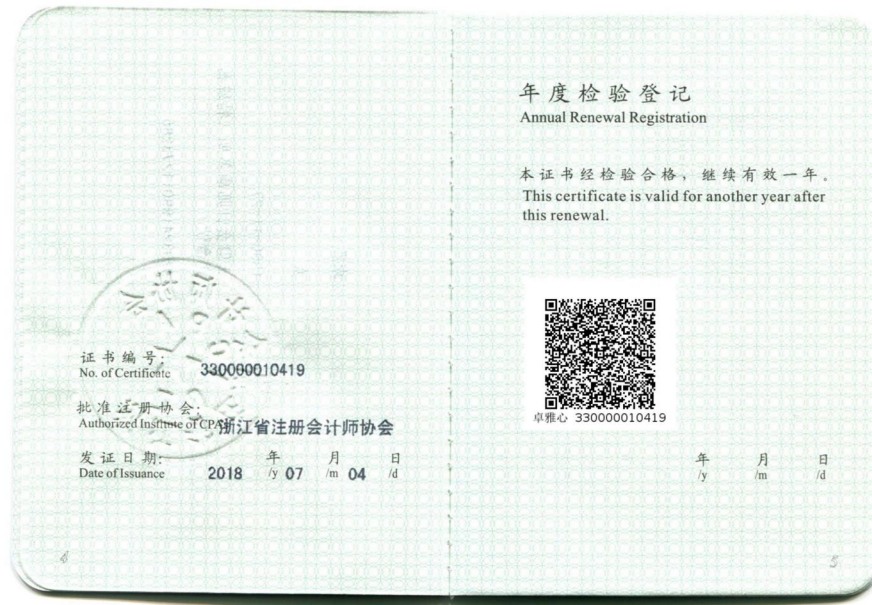 证书编号:
No. of Certificate
330000010419
批准注册协会:
Authorized Institute of CPA
浙江省注册会计师协会
发证日期:
Date of Issuance
2018 年 07 月 04 日
/y /m /d
4
年度检验登记
Annual Renewal Registration
本证书经检验合格，继续有效一年。
This certificate is valid for another year after
this renewal.
卓雅心 330000010419
年 月 日
/y /m /d
5